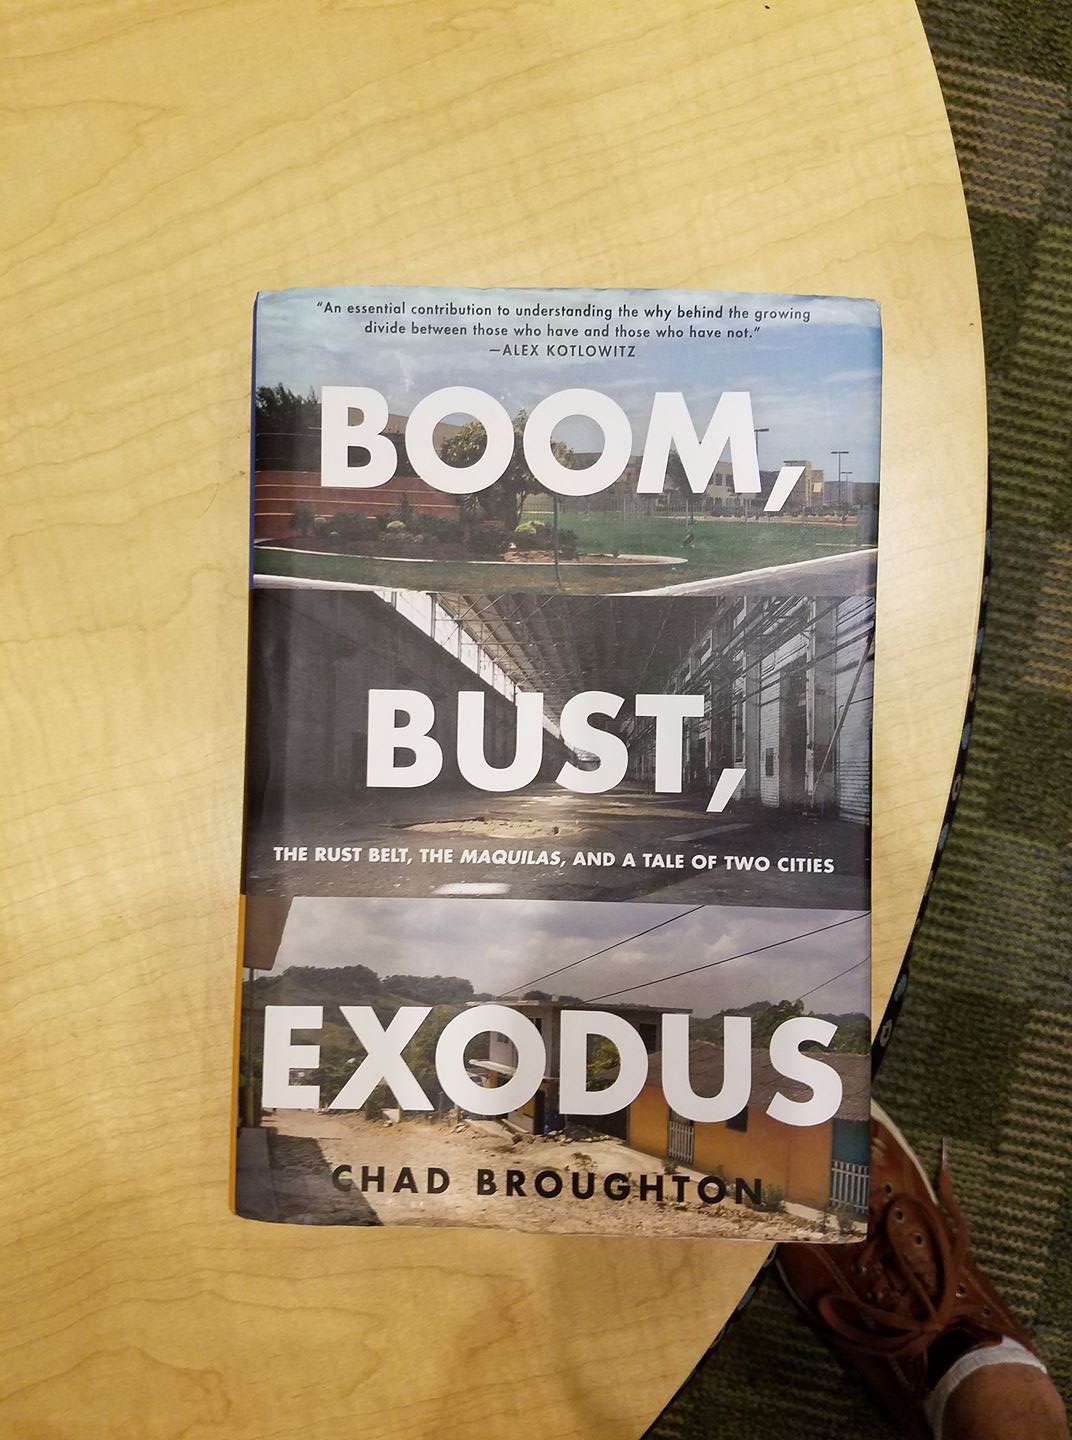 “An essential contribution to understanding the why behind the growing
divide between those who have and those who have not.”
—ALEX KOTLOWITZ
BOOM,
BUST,
THE RUST BELT, THE MAQUILAS, AND A TALE OF TWO CITIES
EXODUS
CHAD BROUGHTON